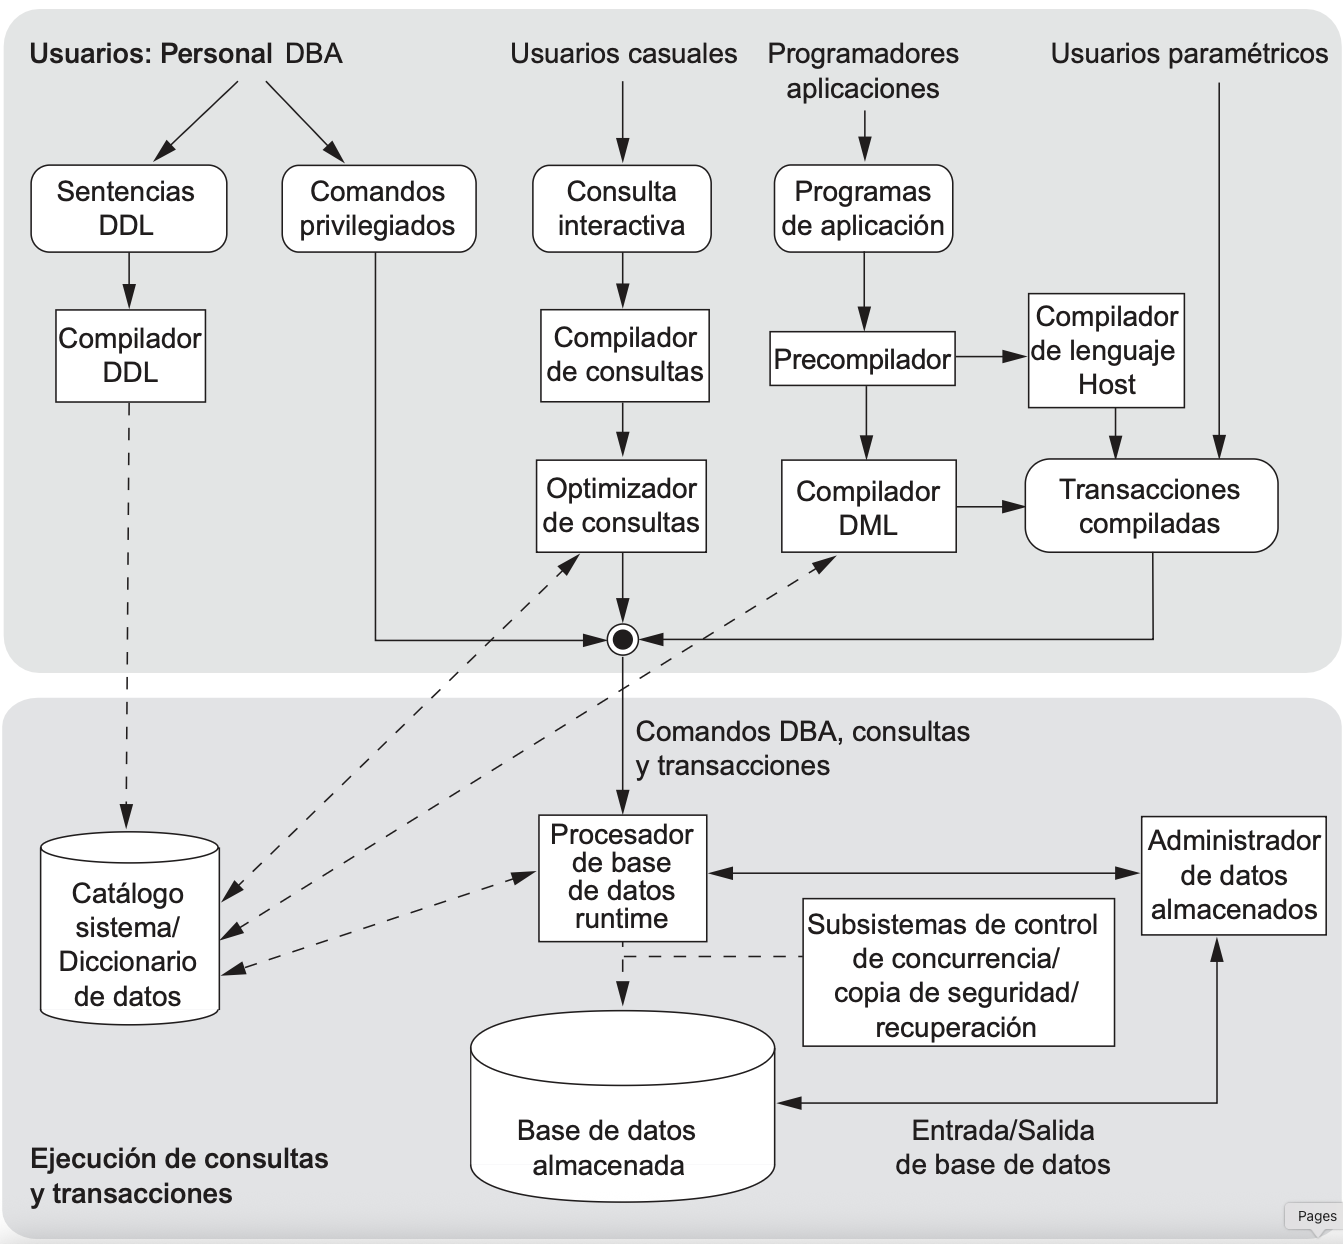 Usuarios: Personal DBA
Usuarios casuales
Programadores
aplicaciones
Usuarios paramétricos
Sentencias
DDL
Comandos
privilegiados
Consulta
interactiva
Programas
de aplicación
Compilador
DDL
Compilador
de consultas
Precompilador
Compilador
de lenguaje
Host
Optimizador
de consultas
Compilador
DML
Transacciones
compiladas
Comandos DBA, consultas
y transacciones
Catálogo
sistema/
Diccionario
de datos
Procesador
de base
de datos
runtime
Administrador
de datos
almacenados
Subsistemas de control
de concurrencia/
copia de seguridad/
recuperación
Base de datos
almacenada
Entrada/Salida
de base de datos
Ejecución de consultas
y transacciones
Pages